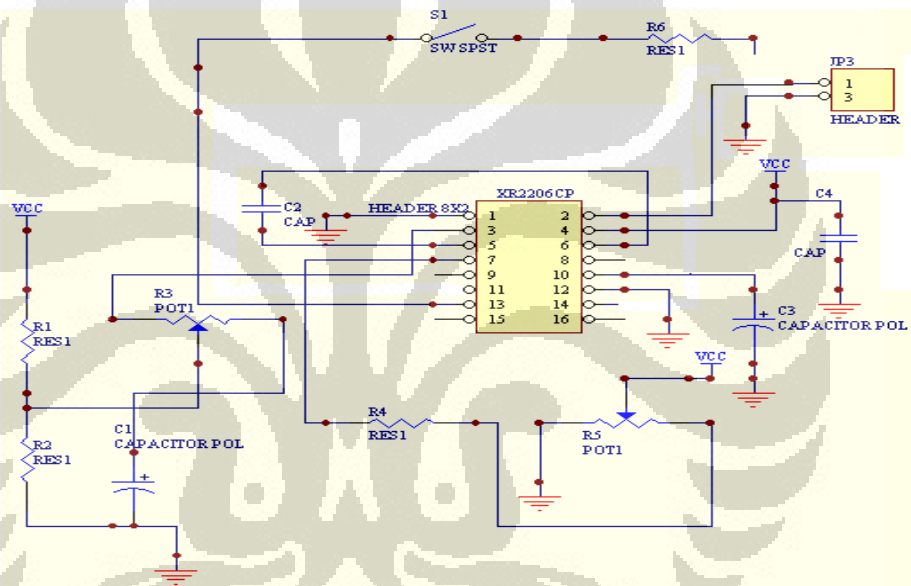 S1
SW SPST
R6
RES1
JP3
1
3
HEADER
VCC
C4
CAP
XR2206CP
HEADER 8X2
C2
CAP
1 2
3 4
5 6
7 8
9 10
11 12
13 14
15 16
VCC
R3
POT1
R1
RES1
C3
CAPACITOR POL
VCC
R4
RES1
R5
POT1
C1
CAPACITOR POL
R2
RES1